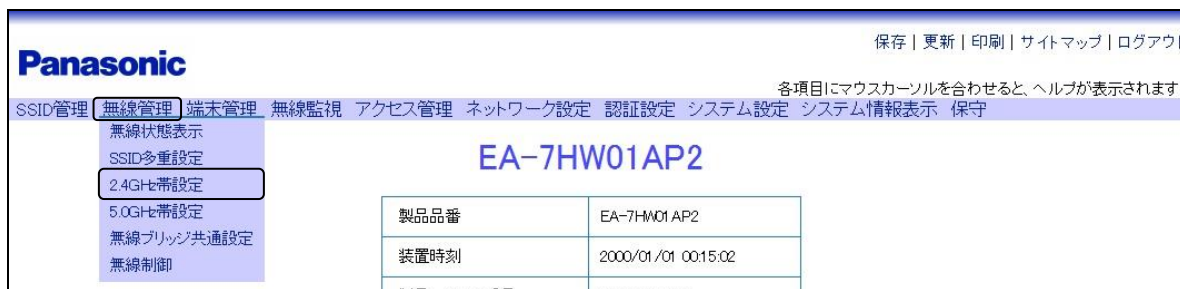 保存 | 更新 | 印刷 | サイトマップ | ログアウ
Panasonic
各項目にマウスカーソルを合わせると、ヘルプが表示されます
SSID管理 無線管理 端末管理 無線監視 アクセス管理 ネットワーク設定 認証設定 システム設定 システム情報表示 保守
無線状態表示
SSID多重設定
2.4GHz帯設定
5.0GHz帯設定
無線ブリッジ共通設定
無線制御
EA-7HW01AP2
製品品番 EA-7HW01AP2
装置時刻 2000/01/01 00:15:02